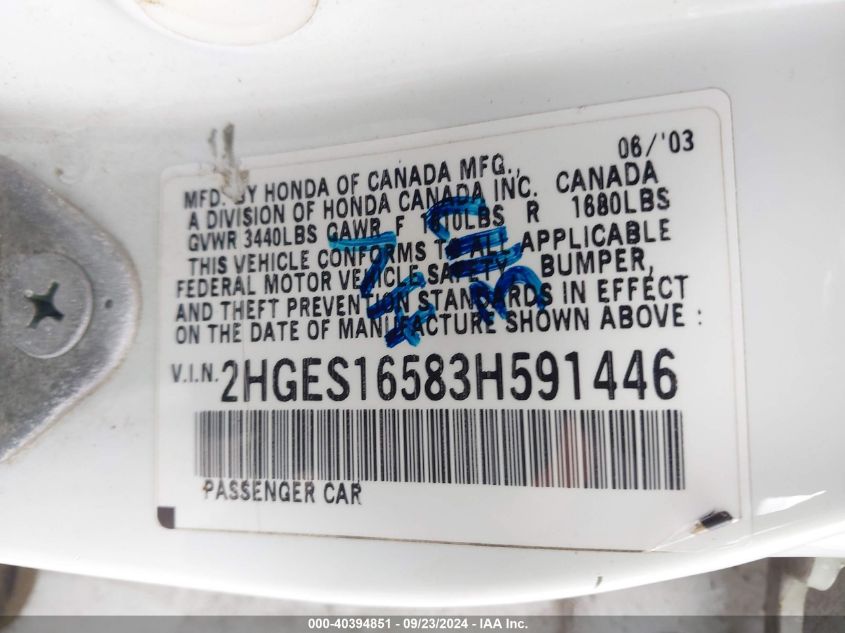 06/'03
MFD. BY HONDA OF CANADA MFG.,
A DIVISION OF HONDA CANADA INC. CANADA
GVWR 3440LBS GAWR F 1810LBS R 1680LBS
THIS VEHICLE CONFORMS TO ALL APPLICABLE
FEDERAL MOTOR VEHICLE SAFETY, BUMPER,
AND THEFT PREVENTION STANDARDS IN EFFECT
ON THE DATE OF MANUFACTURE SHOWN ABOVE :
V.I.N. 2HGES16583H591446
PASSENGER CAR
000-40394851 - 09/23/2024 - IAA Inc.